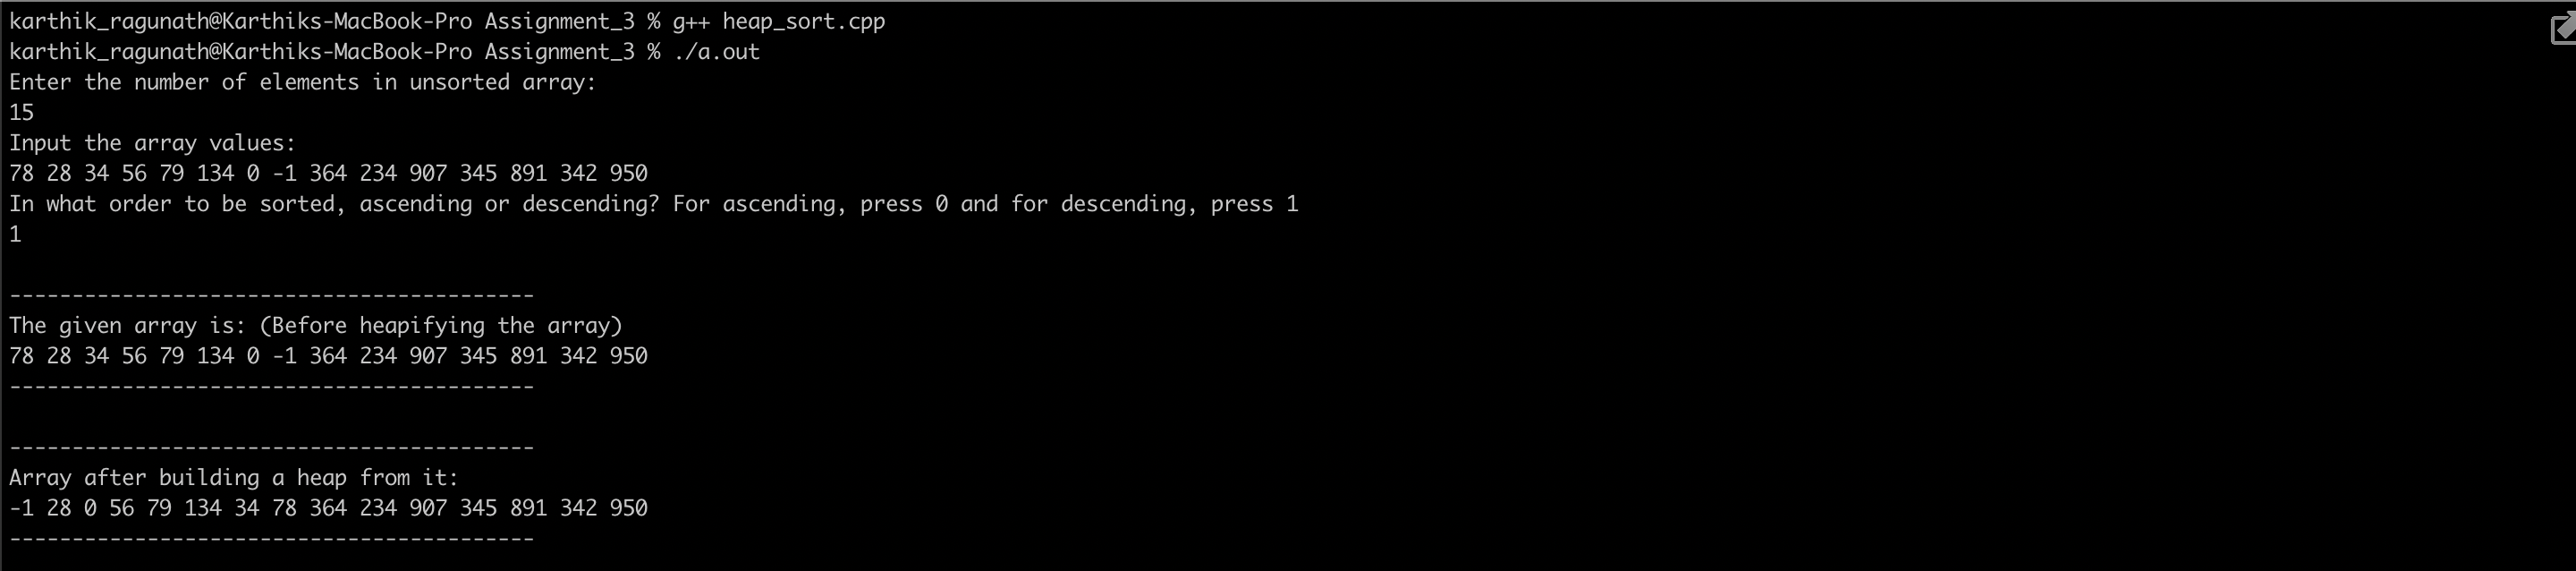 karthik_ragunath@Karthiks-MacBook-Pro Assignment_3 % g++ heap_sort.cpp
karthik_ragunath@Karthiks-MacBook-Pro Assignment_3 % ./a.out
Enter the number of elements in unsorted array:
15
Input the array values:
78 28 34 56 79 134 0 -1 364 234 907 345 891 342 950
In what order to be sorted, ascending or descending? For ascending, press 0 and for descending, press 1
1
------------------------------------------
The given array is: (Before heapifying the array)
78 28 34 56 79 134 0 -1 364 234 907 345 891 342 950
------------------------------------------
------------------------------------------
Array after building a heap from it:
-1 28 0 56 79 134 34 78 364 234 907 345 891 342 950
------------------------------------------